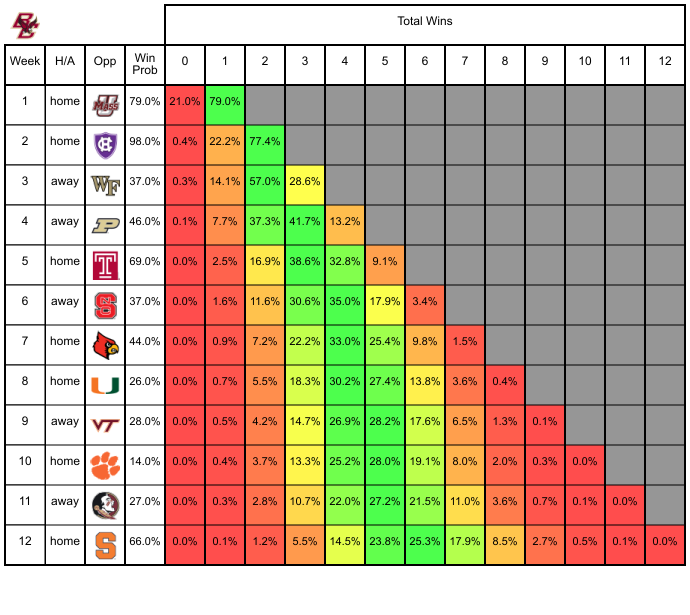 Total Wins
Week H/A Opp Win Prob 0 1 2 3 4 5 6 7 8 9 10 11 12
1 home UMass 79.0% 21.0% 79.0%
2 home HC 98.0% 0.4% 22.2% 77.4%
3 away WF 37.0% 0.3% 14.1% 57.0% 28.6%
4 away P 46.0% 0.1% 7.7% 37.3% 41.7% 13.2%
5 home T 69.0% 0.0% 2.5% 16.9% 38.6% 32.8% 9.1%
6 away NCS 37.0% 0.0% 1.6% 11.6% 30.6% 35.0% 17.9% 3.4%
7 home 44.0% 0.0% 0.9% 7.2% 22.2% 33.0% 25.4% 9.8% 1.5%
8 home U 26.0% 0.0% 0.7% 5.5% 18.3% 30.2% 27.4% 13.8% 3.6% 0.4%
9 away VT 28.0% 0.0% 0.5% 4.2% 14.7% 26.9% 28.2% 17.6% 6.5% 1.3% 0.1%
10 home 14.0% 0.0% 0.4% 3.7% 13.3% 25.2% 28.0% 19.1% 8.0% 2.0% 0.3% 0.0%
11 away 27.0% 0.0% 0.3% 2.8% 10.7% 22.0% 27.2% 21.5% 11.0% 3.6% 0.7% 0.1% 0.0%
12 home S 66.0% 0.0% 0.1% 1.2% 5.5% 14.5% 23.8% 25.3% 17.9% 8.5% 2.7% 0.5% 0.1% 0.0%